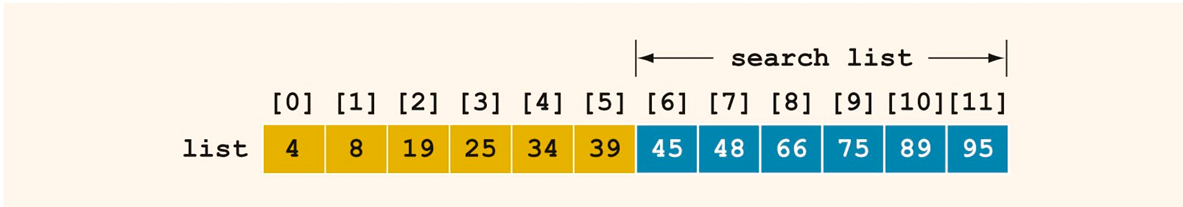 search list
[0] [1] [2] [3] [4] [5] [6] [7] [8] [9] [10] [11]
list 4 8 19 25 34 39 45 48 66 75 89 95